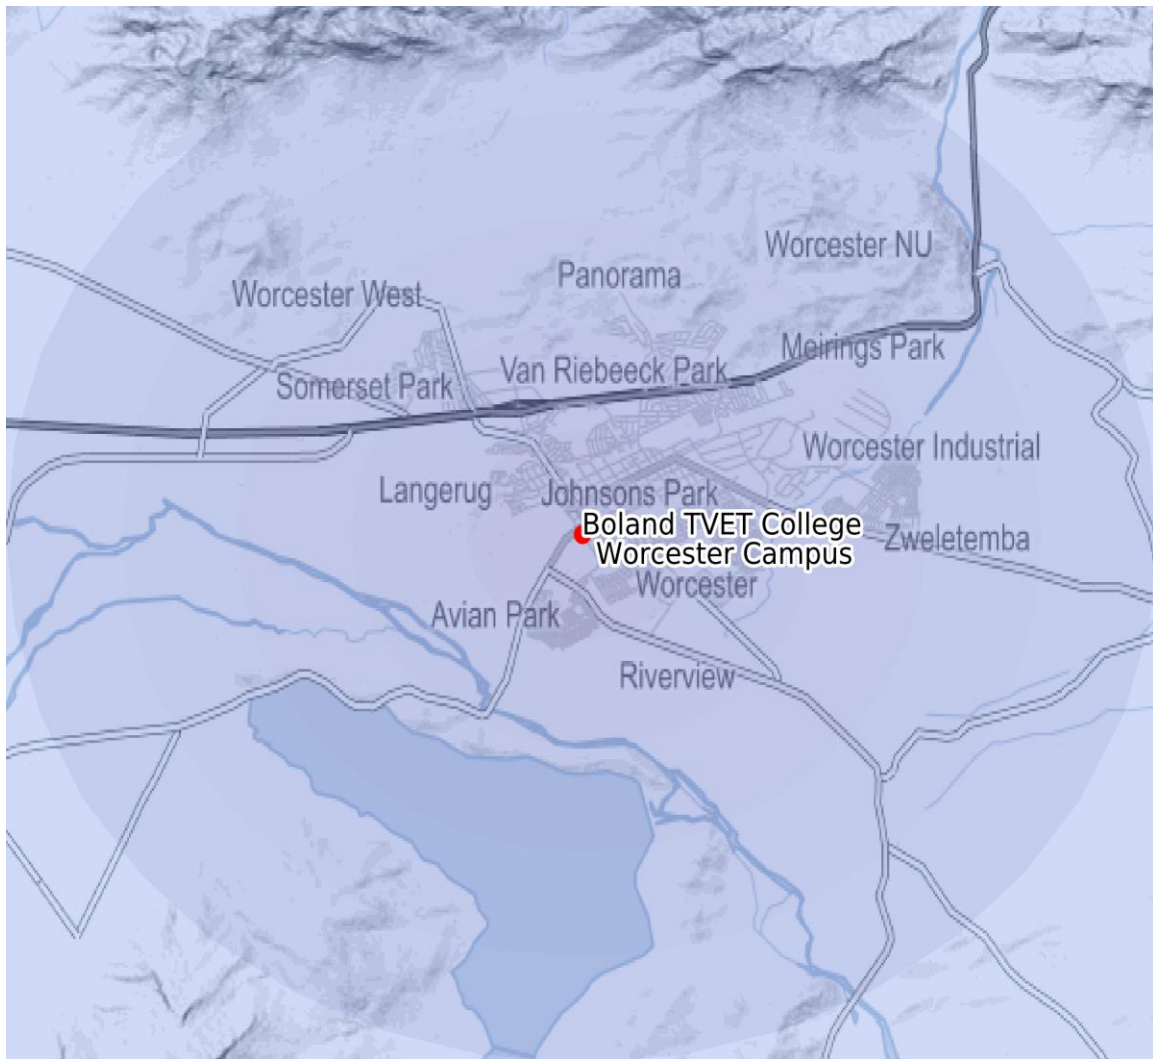 Worcester NU
Panorama
Worcester West
Meirings Park
Van Riebeeck Park
Somerset Park
Worcester Industrial
Langerug
Johnsons Park
Boland TVET College
Worcester Campus
Zweletemba
Worcester
Avian Park
Riverview